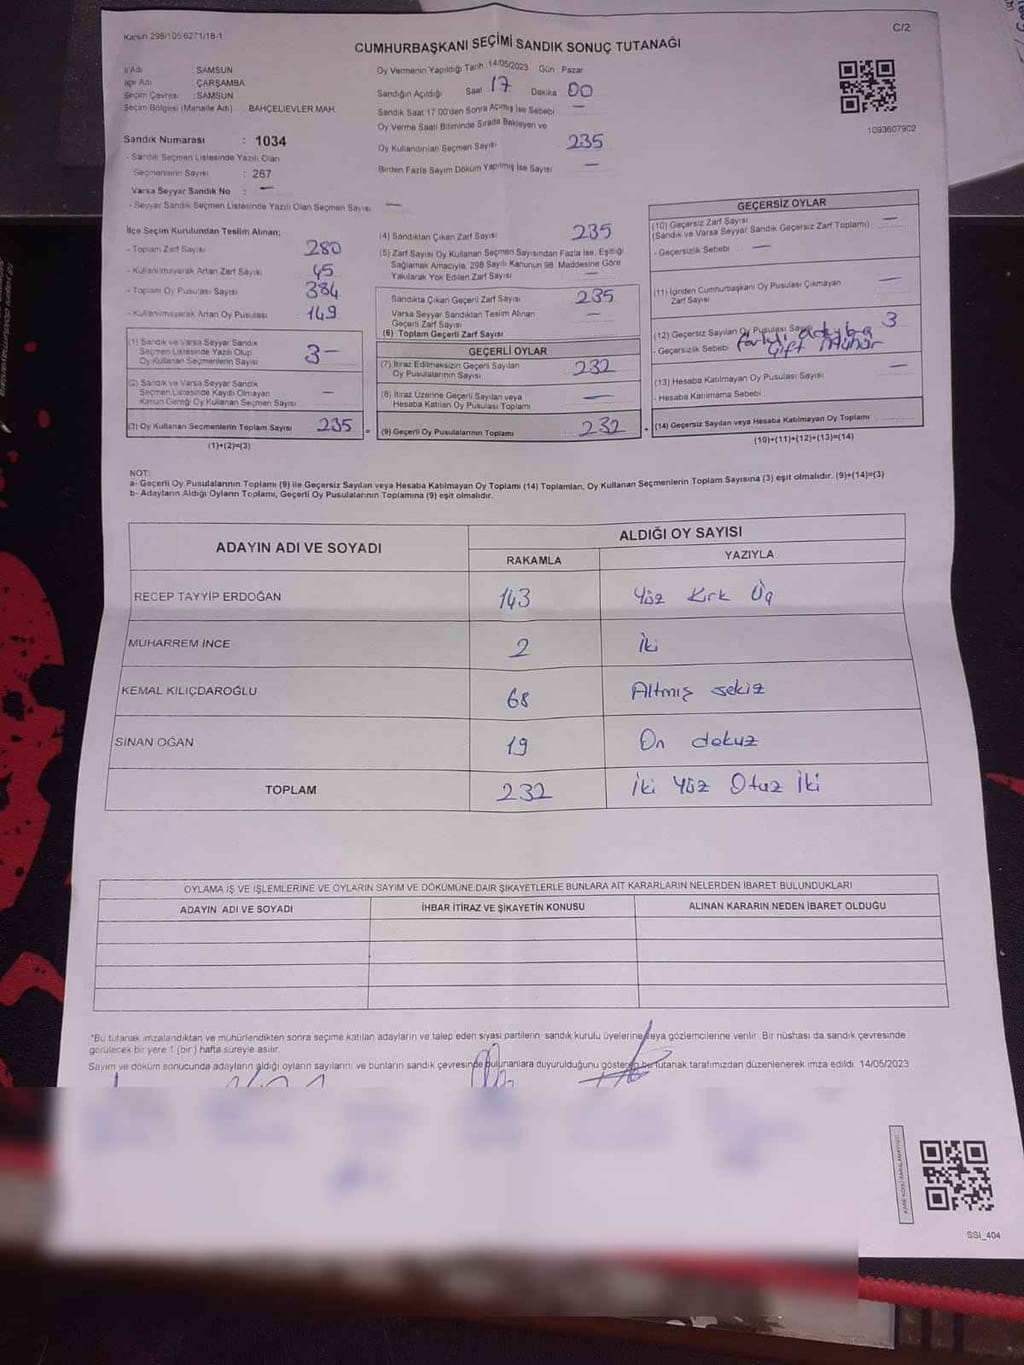 Kanun 298/105 6271/18-1
C/2
CUMHURBAŞKANI SEÇİMİ SANDIK SONUÇ TUTANAĞI
İl Adı : SAMSUN
İlçe Adı : ÇARŞAMBA
Seçim Çevresi : SAMSUN
Seçim Bölgesi (Mahalle Adı) : BAHÇELİEVLER MAH.
Oy Vermenin Yapıldığı Tarih : 14/05/2023 Gün : Pazar
Sandığın Açıldığı Saat 17 Dakika 00
Sandık Saat 17:00'den Sonra Açmış İse Sebebi —
Oy Verme Saati Bitiminde Sırada Bekleyen ve
Oy Kullandırılan Seçmen Sayısı 235
Birden Fazla Sayım Döküm Yapılmış İse Sayısı —
1093607902
Sandık Numarası : 1034
- Sandık Seçmen Listesinde Yazılı Olan
Seçmenlerin Sayısı : 267
Varsa Seyyar Sandık No : —
- Seyyar Sandık Seçmen Listesinde Yazılı Olan Seçmen Sayısı —
İlçe Seçim Kurulundan Teslim Alınan;
- Toplam Zarf Sayısı 280
- Kullanılmayarak Artan Zarf Sayısı 45
- Toplam Oy Pusulası Sayısı 384
- Kullanılmayarak Artan Oy Pusulası 149
(1) Sandık ve Varsa Seyyar Sandık
Seçmen Listesinde Yazılı Olup
Oy Kullanan Seçmenlerin Sayısı 3—
(2) Sandık ve Varsa Seyyar Sandık
Seçmen Listesinde Kayıtlı Olmayan
Kanun Gereği Oy Kullanan Seçmen Sayısı —
(3) Oy Kullanan Seçmenlerin Toplam Sayısı 235
(1)+(2)=(3)
(4) Sandıktan Çıkan Zarf Sayısı 235
(5) Zarf Sayısı Oy Kullanan Seçmen Sayısından Fazla İse, Eşitliği
Sağlamak Amacıyla, 298 Sayılı Kanunun 98. Maddesine Göre
Yakılarak Yok Edilen Zarf Sayısı —
Sandıkta Çıkan Geçerli Zarf Sayısı 235
Varsa Seyyar Sandıktan Teslim Alınan
Geçerli Zarf Sayısı —
(6) Toplam Geçerli Zarf Sayısı
GEÇERLİ OYLAR
(7) İtiraz Edilmeksizin Geçerli Sayılan
Oy Pusulalarının Sayısı 232
(8) İtiraz Üzerine Geçerli Sayılan veya
Hesaba Katılan Oy Pusulası Toplamı —
= (9) Geçerli Oy Pusulalarının Toplamı 232 +
GEÇERSİZ OYLAR
(10) Geçersiz Zarf Sayısı —
(Sandık ve Varsa Seyyar Sandık Geçersiz Zarf Toplamı)
- Geçersizlik Sebebi —
(11) İçinden Cumhurbaşkanı Oy Pusulası Çıkmayan
Zarf Sayısı —
(12) Geçersiz Sayılan Oy Pusulası Sayısı 3
- Geçersizlik Sebebi
Çift Mühür
(13) Hesaba Katılmayan Oy Pusulası Sayısı —
- Hesaba Katılmama Sebebi
(14) Geçersiz Sayılan veya Hesaba Katılmayan Oy Toplamı
(10)+(11)+(12)+(13)=(14)
NOT:
a- Geçerli Oy Pusulalarının Toplamı (9) ile Geçersiz Sayılan veya Hesaba Katılmayan Oy Toplamı (14) Toplamları, Oy Kullanan Seçmenlerin Toplam Sayısına (3) eşit olmalıdır. (9)+(14)=(3)
b- Adayların Aldığı Oyların Toplamı, Geçerli Oy Pusulalarının Toplamına (9) eşit olmalıdır.
ADAYIN ADI VE SOYADI
ALDIĞI OY SAYISI
RAKAMLA YAZIYLA
RECEP TAYYİP ERDOĞAN 143 Yüz Kırk Üç
MUHARREM İNCE 2 İki
KEMAL KILIÇDAROĞLU 68 Altmış sekiz
SİNAN OĞAN 19 On dokuz
TOPLAM 232 İki Yüz Otuz İki
OYLAMA İŞ VE İŞLEMLERİNE VE OYLARIN SAYIM VE DÖKÜMÜNE DAİR ŞİKAYETLERLE BUNLARA AİT KARARLARIN NELERDEN İBARET BULUNDUKLARI
ADAYIN ADI VE SOYADI İHBAR İTİRAZ VE ŞİKAYETİN KONUSU ALINAN KARARIN NEDEN İBARET OLDUĞU
*Bu tutanak imzalandıktan ve mühürlendikten sonra seçime katılan adayların ve talep eden siyasi partilerin sandık kurulu üyelerine veya gözlemcilerine verilir. Bir nüshası da sandık çevresinde
görülecek bir yere 1 (bir) hafta süreyle asılır.
Sayım ve döküm sonucunda adayların aldığı oyların sayılarını ve bunların sandık çevresinde bulunanlara duyurulduğunu gösteren bu tutanak tarafımızdan düzenlenerek imza edildi. 14/05/2023
SSI_404